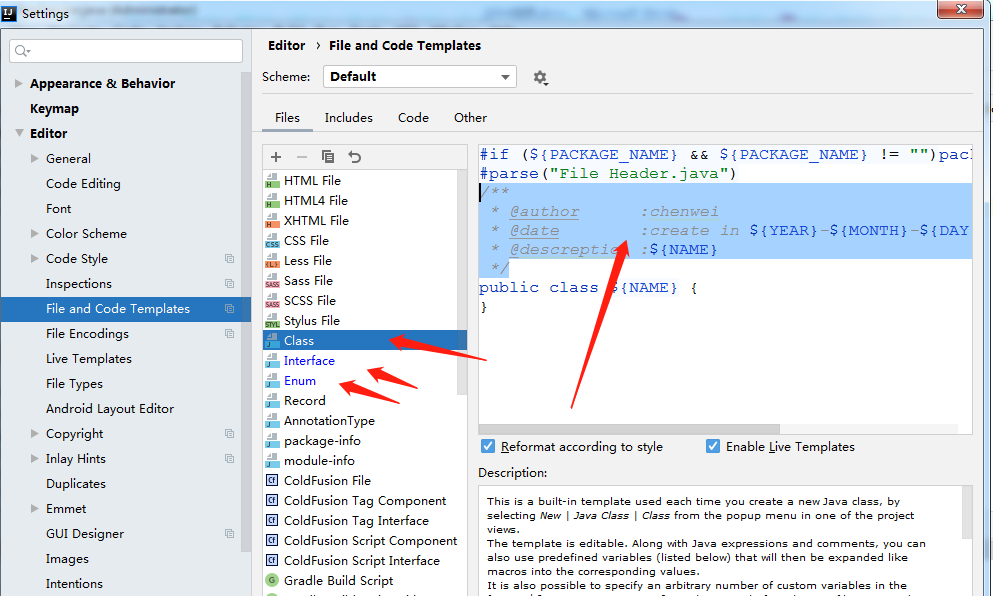 Settings
Editor › File and Code Templates
Scheme: Default
Appearance & Behavior
Keymap
Editor
General
Code Editing
Font
Color Scheme
Code Style
Inspections
File and Code Templates
File Encodings
Live Templates
File Types
Android Layout Editor
Copyright
Inlay Hints
Duplicates
Emmet
GUI Designer
Images
Intentions
Files Includes Code Other
HTML File
HTML4 File
XHTML File
CSS File
Less File
Sass File
SCSS File
Stylus File
Class
Interface
Enum
Record
AnnotationType
package-info
module-info
ColdFusion File
ColdFusion Tag Component
ColdFusion Tag Interface
ColdFusion Script Component
ColdFusion Script Interface
Gradle Build Script
#if (${PACKAGE_NAME} && ${PACKAGE_NAME} != "")pac
#parse("File Header.java")
/**
* @author :chenwei
* @date :create in ${YEAR}-${MONTH}-${DAY
* @descreptio :${NAME}
*/
public class ${NAME} {
}
Reformat according to style Enable Live Templates
Description:
This is a built-in template used each time you create a new Java class, by
selecting New | Java Class | Class from the popup menu in one of the project
views.
The template is editable. Along with Java expressions and comments, you can
also use predefined variables (listed below) that will then be expanded like
macros into the corresponding values.
It is also possible to specify an arbitrary number of custom variables in the